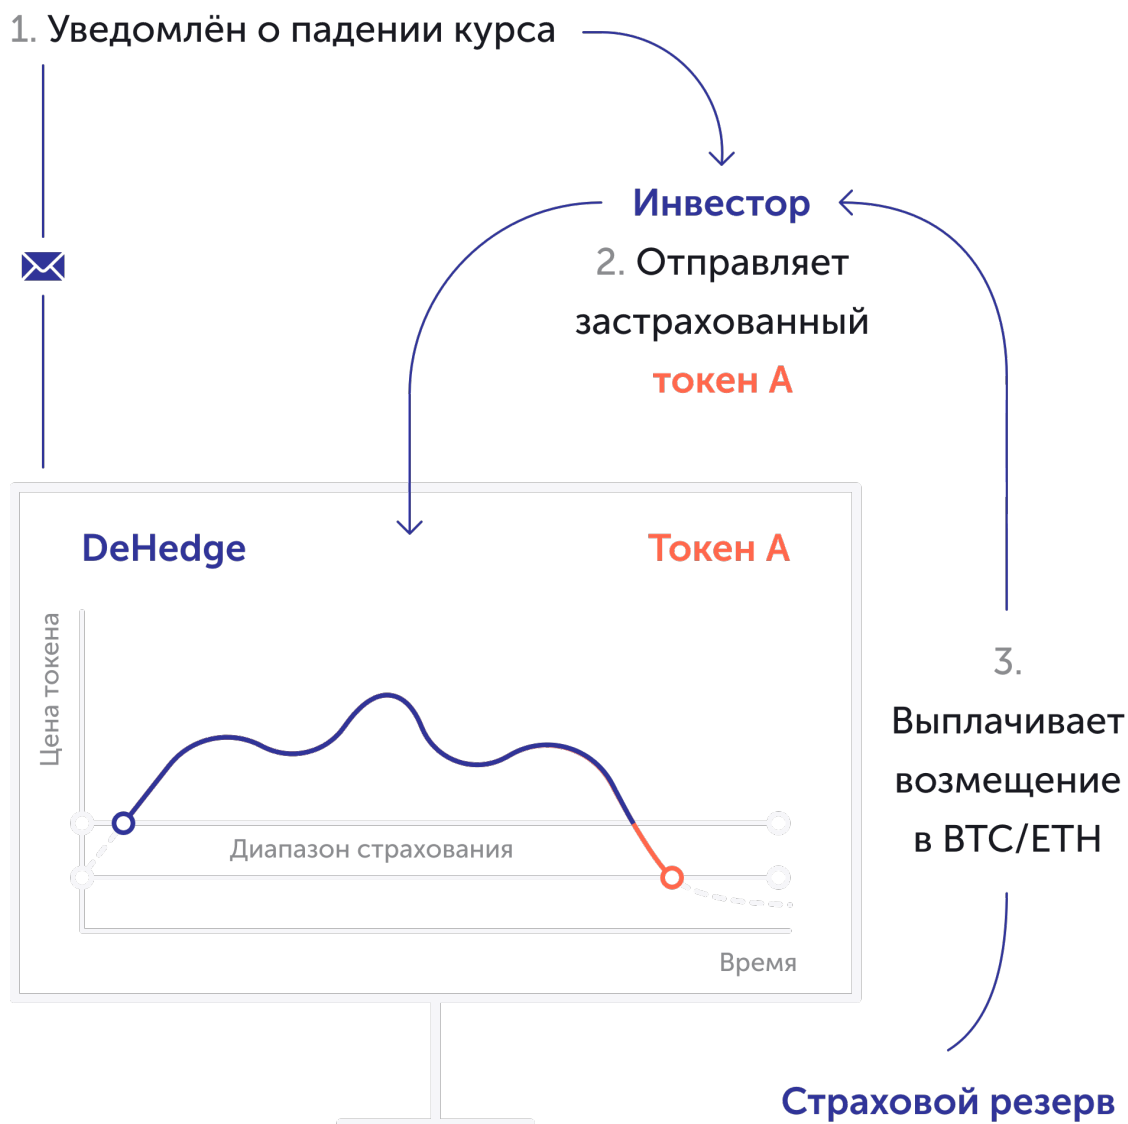 1. Уведомлён о падении курса
Инвестор
2. Отправляет
застрахованный
токен А
DeHedge
Токен А
Цена токена
Диапазон страхования
Время
3.
Выплачивает
возмещение
в BTC/ETH
Страховой резерв